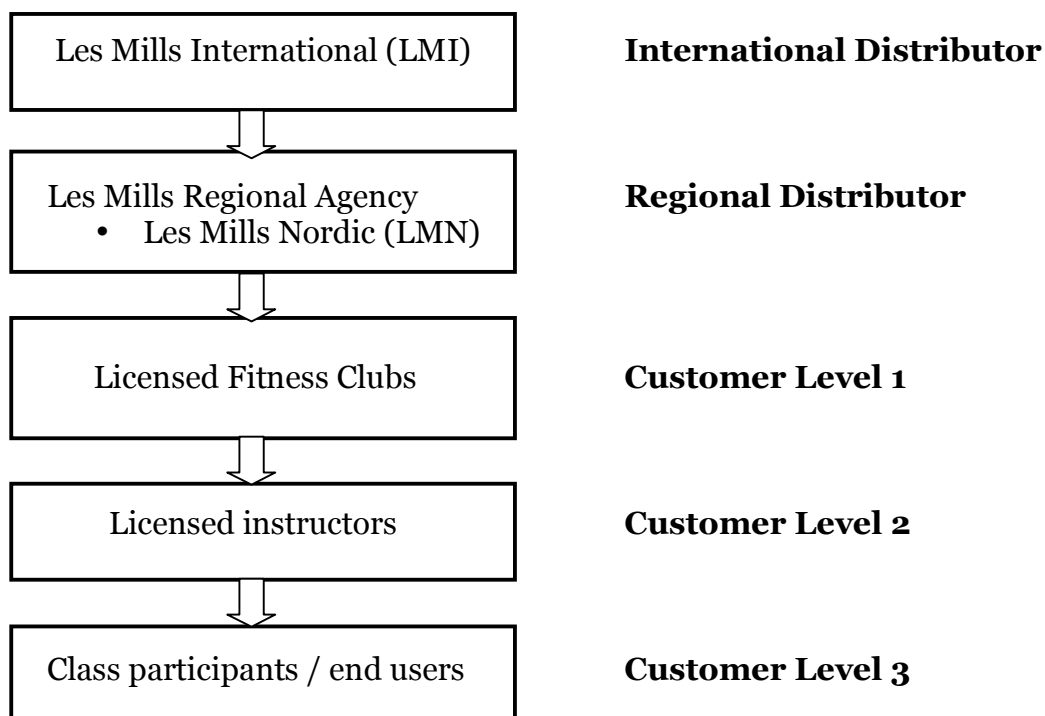 Les Mills International (LMI) International Distributor
Les Mills Regional Agency Regional Distributor
• Les Mills Nordic (LMN)
Licensed Fitness Clubs Customer Level 1
Licensed instructors Customer Level 2
Class participants / end users Customer Level 3